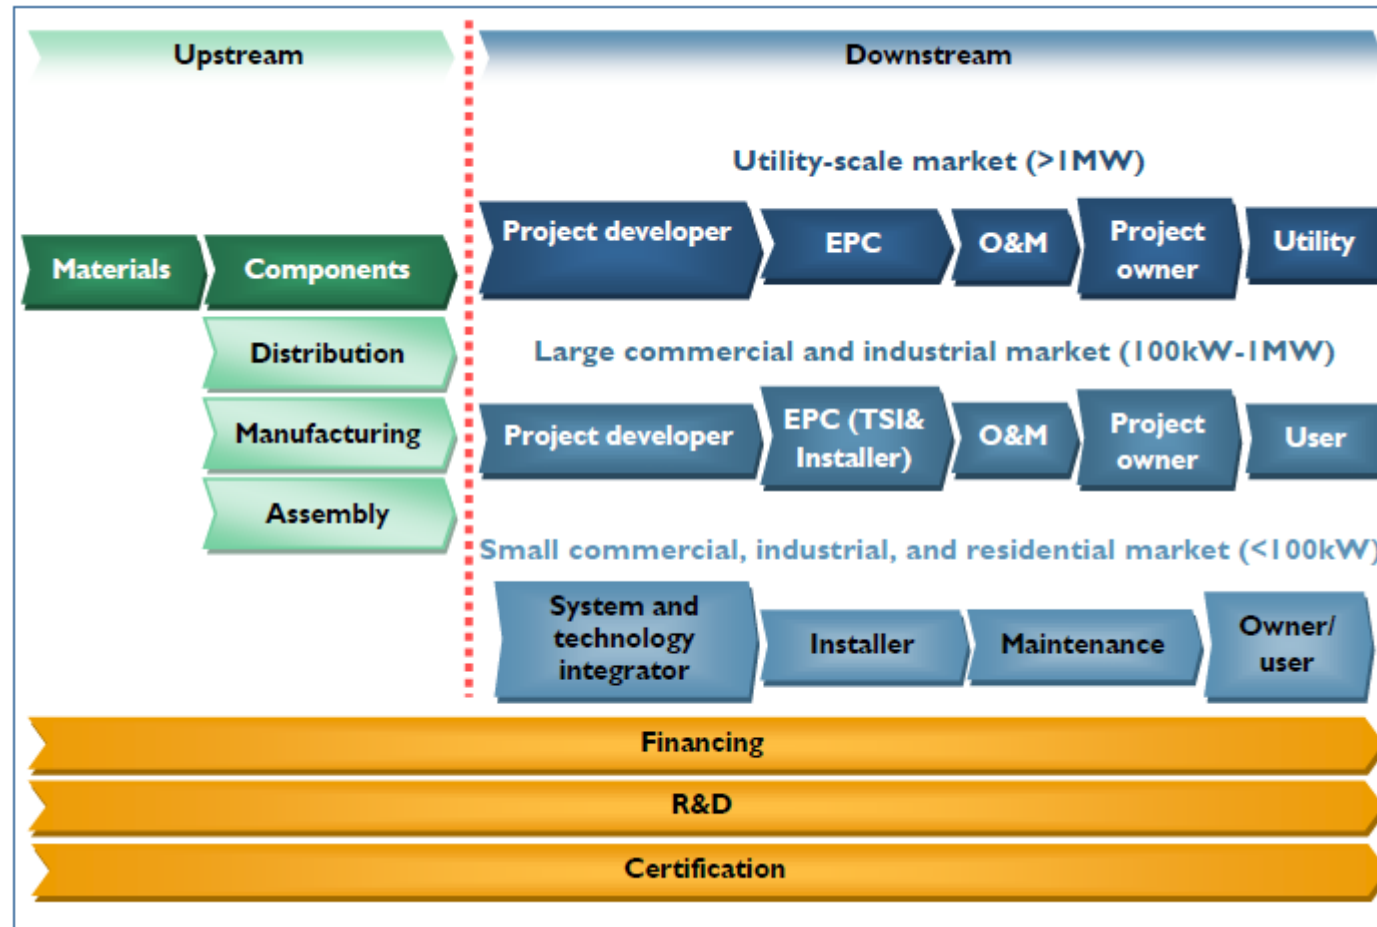 Upstream
Downstream
Utility-scale market (>1MW)
Project developer
EPC
O&M
Project
owner
Utility
Materials
Components
Distribution
Manufacturing
Assembly
Large commercial and industrial market (100kW-1MW)
Project developer
EPC (TSI&
Installer)
O&M
Project
owner
User
Small commercial, industrial, and residential market (<100kW)
System and
technology
integrator
Installer
Maintenance
Owner/
user
Financing
R&D
Certification